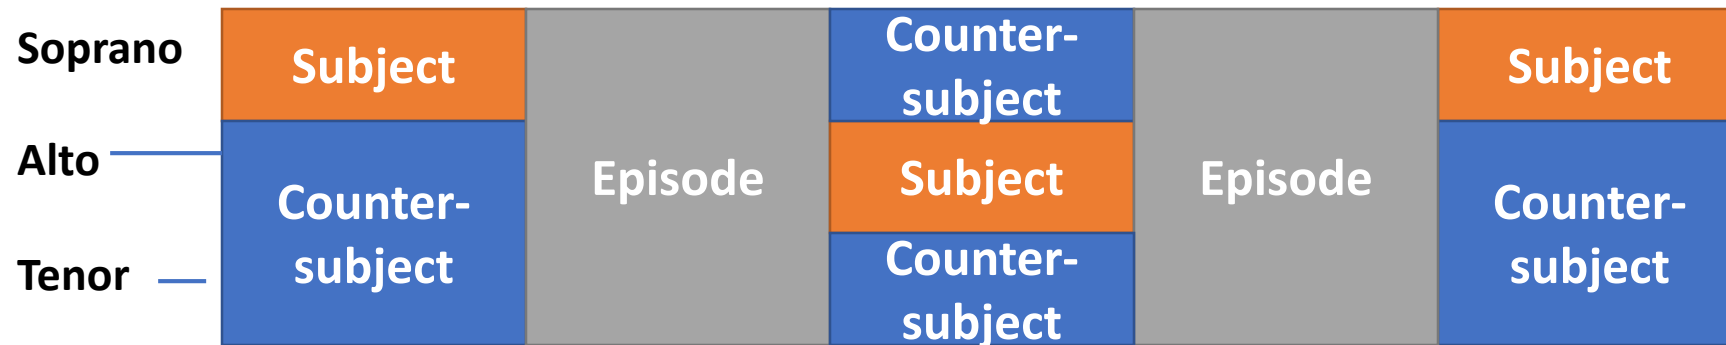 Soprano
Alto
Tenor
Subject
Counter-
subject
Episode
Counter-
subject
Subject
Counter-
subject
Episode
Subject
Counter-
subject